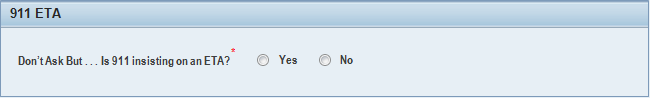 911 ETA
Don't Ask But . . . Is 911 insisting on an ETA?* Yes No